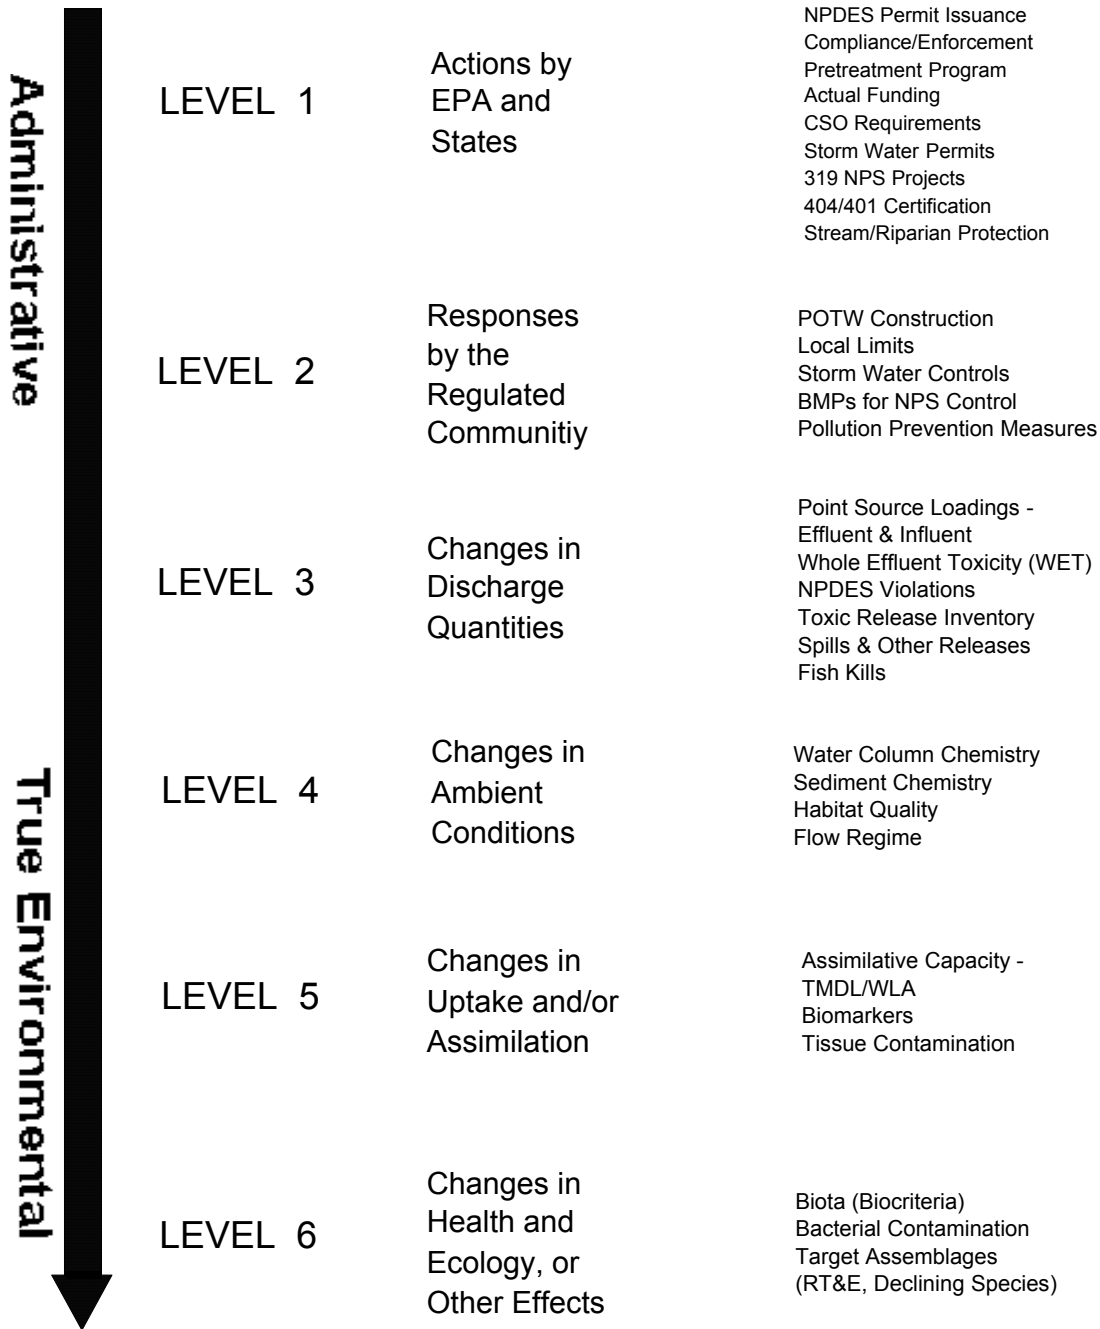 Administrative
True Environmental
LEVEL 1
Actions by
EPA and
States
NPDES Permit Issuance
Compliance/Enforcement
Pretreatment Program
Actual Funding
CSO Requirements
Storm Water Permits
319 NPS Projects
404/401 Certification
Stream/Riparian Protection
LEVEL 2
Responses
by the
Regulated
Communitiy
POTW Construction
Local Limits
Storm Water Controls
BMPs for NPS Control
Pollution Prevention Measures
LEVEL 3
Changes in
Discharge
Quantities
Point Source Loadings -
Effluent & Influent
Whole Effluent Toxicity (WET)
NPDES Violations
Toxic Release Inventory
Spills & Other Releases
Fish Kills
LEVEL 4
Changes in
Ambient
Conditions
Water Column Chemistry
Sediment Chemistry
Habitat Quality
Flow Regime
LEVEL 5
Changes in
Uptake and/or
Assimilation
Assimilative Capacity -
TMDL/WLA
Biomarkers
Tissue Contamination
LEVEL 6
Changes in
Health and
Ecology, or
Other Effects
Biota (Biocriteria)
Bacterial Contamination
Target Assemblages
(RT&E, Declining Species)